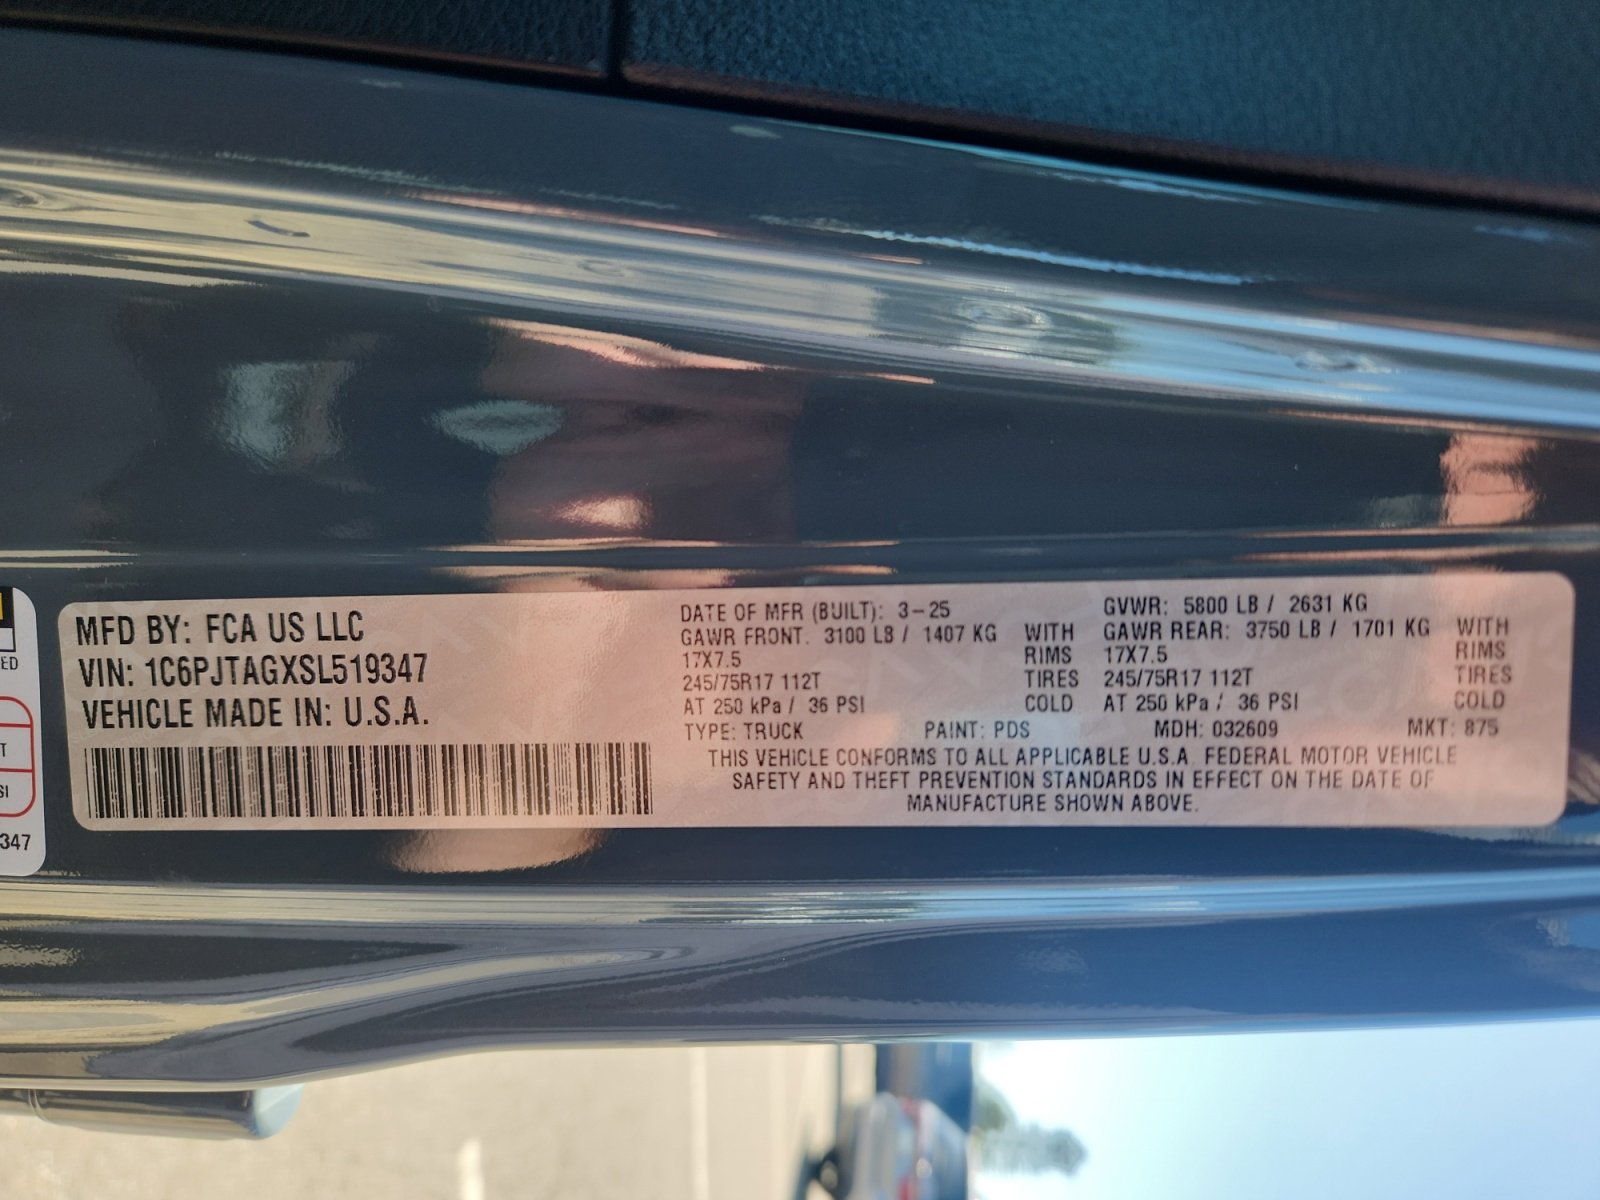 ED
T
SI
347
MFD BY: FCA US LLC
VIN: 1C6PJTAGXSL519347
VEHICLE MADE IN: U.S.A.
DATE OF MFR (BUILT): 3-25 GVWR: 5800 LB / 2631 KG
GAWR FRONT. 3100 LB / 1407 KG WITH GAWR REAR: 3750 LB / 1701 KG WITH
17X7.5 RIMS 17X7.5 RIMS
245/75R17 112T TIRES 245/75R17 112T TIRES
AT 250 kPa / 36 PSI COLD AT 250 kPa / 36 PSI COLD
TYPE: TRUCK PAINT: PDS MDH: 032609 MKT: 875
THIS VEHICLE CONFORMS TO ALL APPLICABLE U.S.A. FEDERAL MOTOR VEHICLE
SAFETY AND THEFT PREVENTION STANDARDS IN EFFECT ON THE DATE OF
MANUFACTURE SHOWN ABOVE.